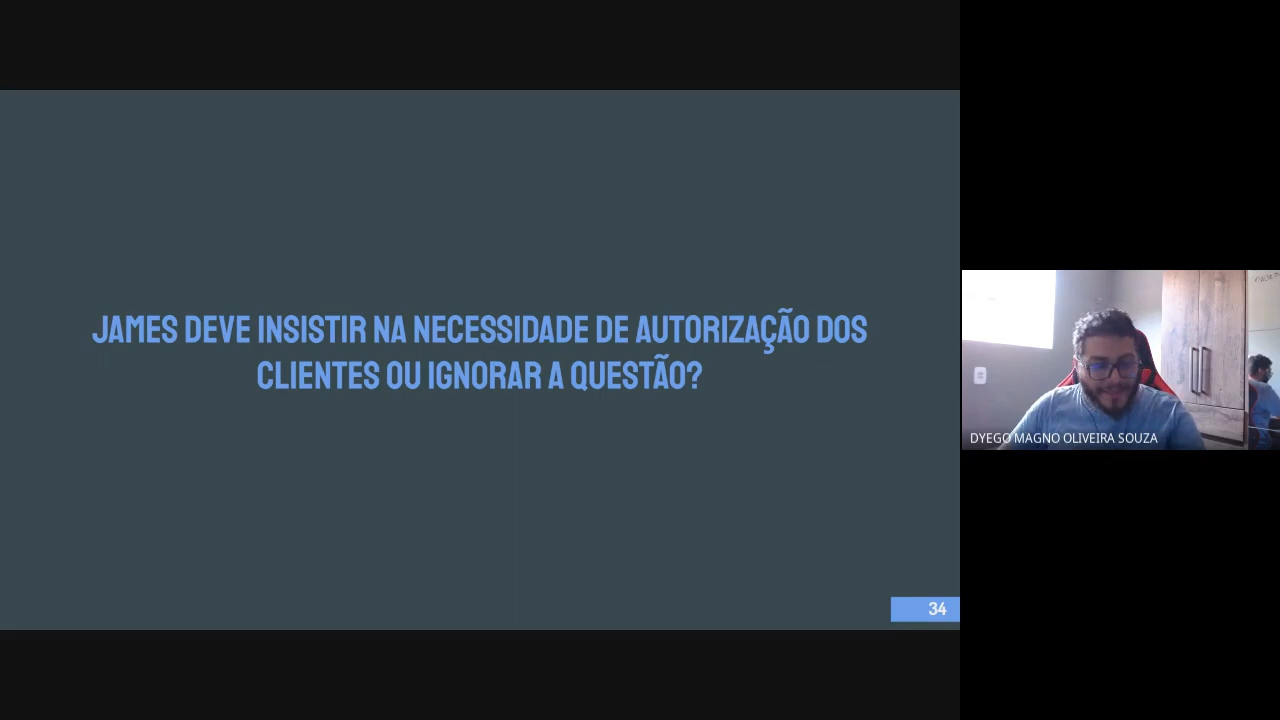 JAMES DEVE INSISTIR NA NECESSIDADE DE AUTORIZAÇÃO DOS
CLIENTES OU IGNORAR A QUESTÃO?
34
DYEGO MAGNO OLIVEIRA SOUZA